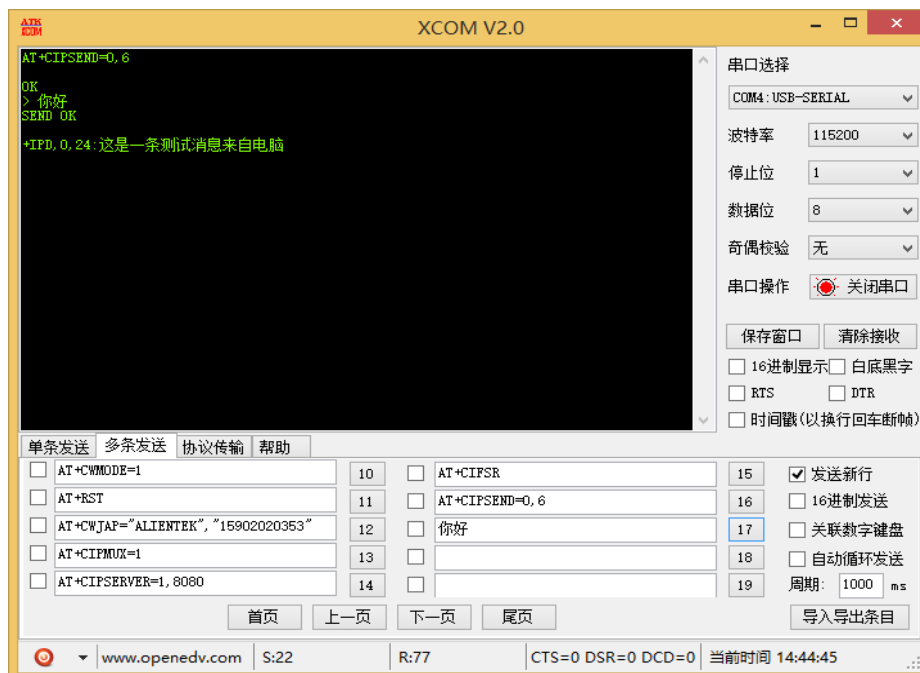 ATK
XCOM
XCOM V2.0
AT+CIPSEND=0,6
OK
> 你好
SEND OK
+IPD,0,24:这是一条测试消息来自电脑
串口选择
COM4:USB-SERIAL
波特率 115200
停止位 1
数据位 8
奇偶校验 无
串口操作 关闭串口
保存窗口 清除接收
16进制显示 白底黑字
RTS DTR
时间戳(以换行回车断帧)
单条发送 多条发送 协议传输 帮助
AT+CWMODE=1 10 AT+CIFSR 15 发送新行
AT+RST 11 AT+CIPSEND=0,6 16 16进制发送
AT+CWJAP="ALIENTEK","15902020353" 12 你好 17 关联数字键盘
AT+CIPMUX=1 13 18 自动循环发送
AT+CIPSERVER=1,8080 14 19 周期: 1000 ms
首页 上一页 下一页 尾页 导入导出条目
www.openedv.com S:22 R:77 CTS=0 DSR=0 DCD=0 当前时间 14:44:45